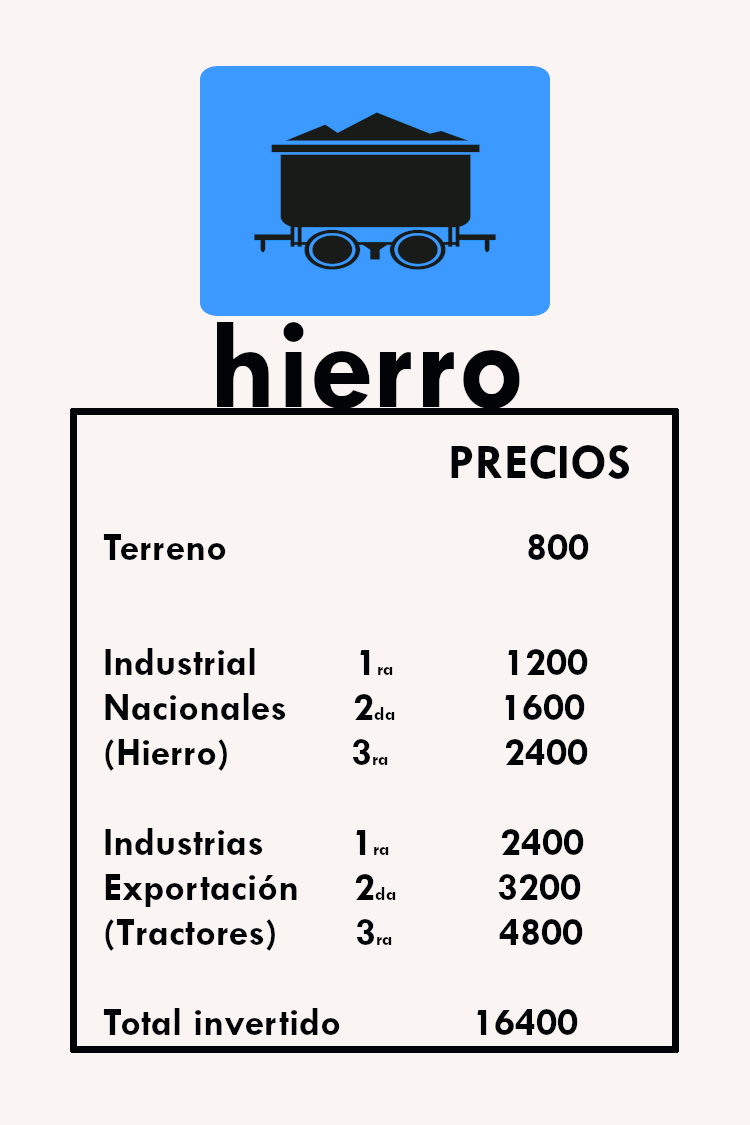 hierro
PRECIOS
Terreno 800
Industrial 1ra 1200
Nacionales 2da 1600
(Hierro) 3ra 2400
Industrias 1ra 2400
Exportación 2da 3200
(Tractores) 3ra 4800
Total invertido 16400